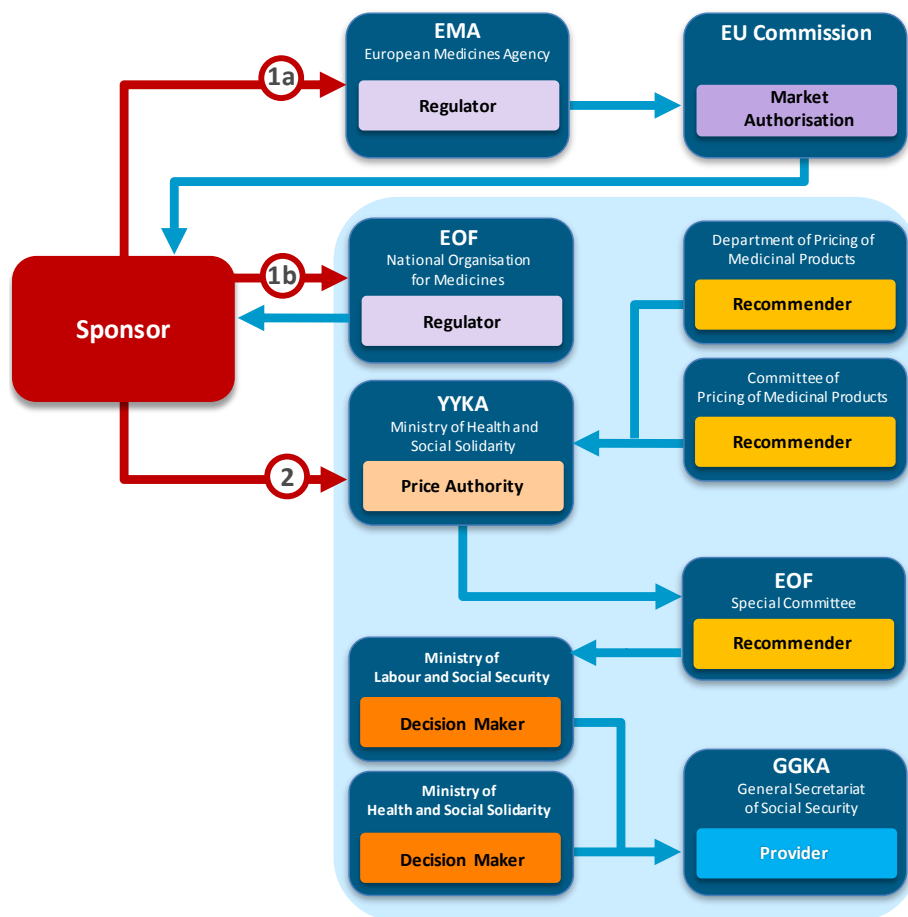 EMA
European Medicines Agency
Regulator
EU Commission
Market
Authorisation
1a
Sponsor
1b
EOF
National Organisation
for Medicines
Regulator
Department of Pricing of
Medicinal Products
Recommender
Committee of
Pricing of Medicinal Products
Recommender
2
YYKA
Ministry of Health and
Social Solidarity
Price Authority
EOF
Special Committee
Recommender
Ministry of
Labour and Social Security
Decision Maker
Ministry of
Health and Social Solidarity
Decision Maker
GGKA
General Secretariat
of Social Security
Provider